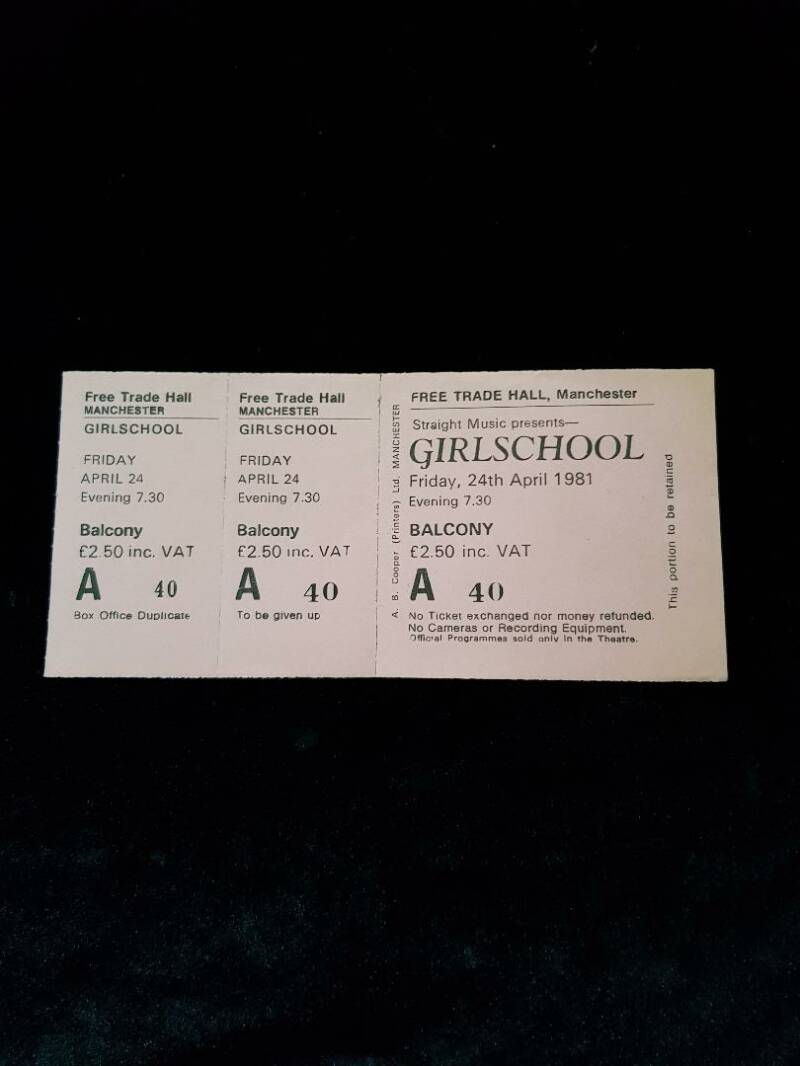 Free Trade Hall
MANCHESTER
GIRLSCHOOL
FRIDAY
APRIL 24
Evening 7.30
Balcony
£2.50 inc. VAT
A 40
Box Office Duplicate
Free Trade Hall
MANCHESTER
GIRLSCHOOL
FRIDAY
APRIL 24
Evening 7.30
Balcony
£2.50 inc. VAT
A 40
To be given up
A. B. Cooper (Printers) Ltd. MANCHESTER
FREE TRADE HALL, Manchester
Straight Music presents—
GIRLSCHOOL
Friday, 24th April 1981
Evening 7.30
BALCONY
£2.50 inc. VAT
A 40
No Ticket exchanged nor money refunded.
No Cameras or Recording Equipment.
Official Programmes sold only in the Theatre.
This portion to be retained